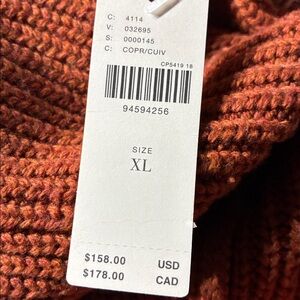 C: 4114
V: 032695
S: 0000145
C: COPR/CUIV
CP5419 18
94594256
SIZE
XL
$158.00 USD
$178.00 CAD